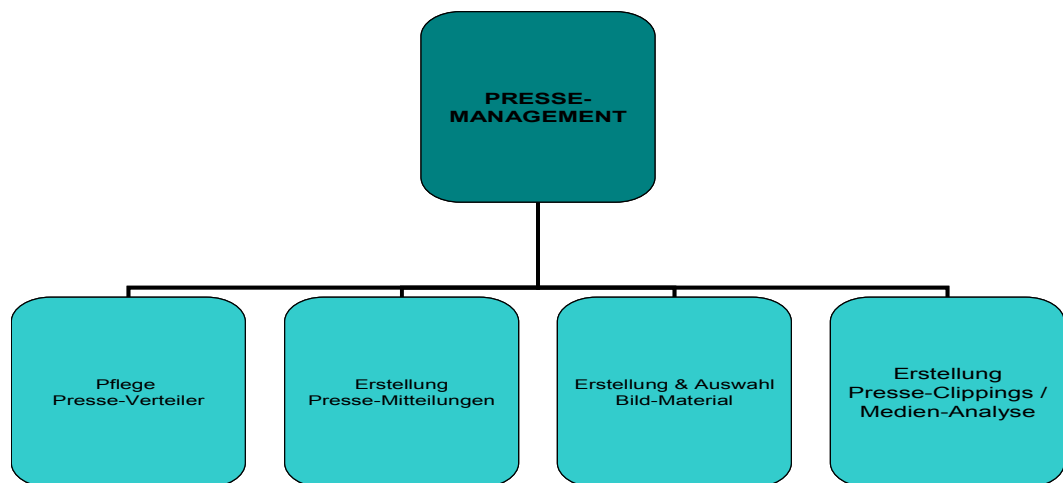 PRESSE-
MANAGEMENT
Pflege
Presse-Verteiler
Erstellung
Presse-Mitteilungen
Erstellung & Auswahl
Bild-Material
Erstellung
Presse-Clippings /
Medien-Analyse